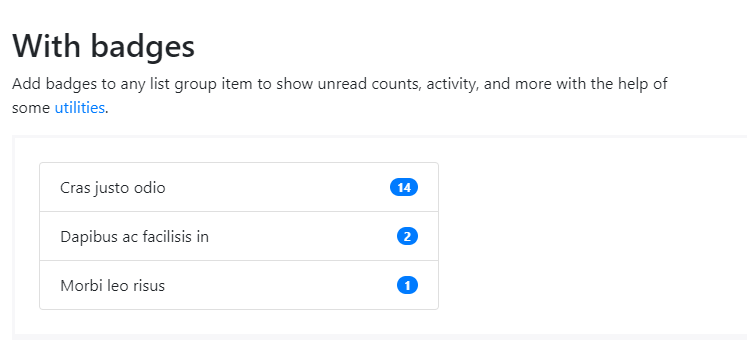 With badges
Add badges to any list group item to show unread counts, activity, and more with the help of
some utilities.
Cras justo odio 14
Dapibus ac facilisis in 2
Morbi leo risus 1